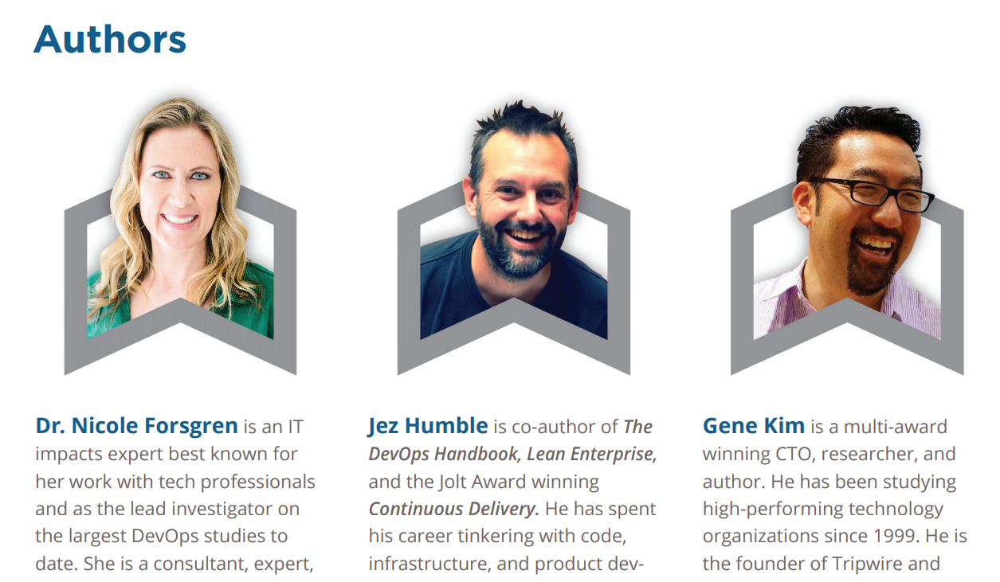 Authors
Dr. Nicole Forsgren is an IT
impacts expert best known for
her work with tech professionals
and as the lead investigator on
the largest DevOps studies to
date. She is a consultant, expert,
Jez Humble is co-author of The
DevOps Handbook, Lean Enterprise,
and the Jolt Award winning
Continuous Delivery. He has spent
his career tinkering with code,
infrastructure, and product dev-
Gene Kim is a multi-award
winning CTO, researcher, and
author. He has been studying
high-performing technology
organizations since 1999. He is
the founder of Tripwire and